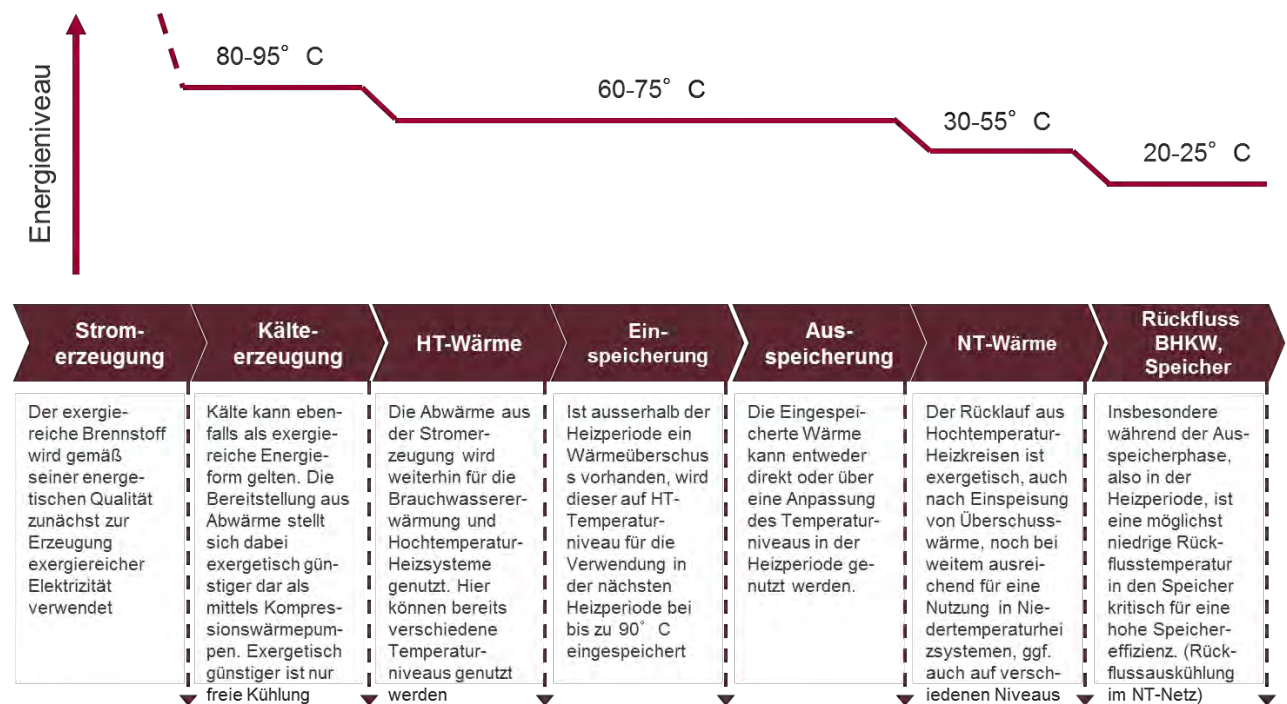 Energieniveau
80-95° C
60-75° C
30-55° C
20-25° C
Strom-
erzeugung
Kälte-
erzeugung
HT-Wärme
Ein-
speicherung
Aus-
speicherung
NT-Wärme
Rückfluss
BHKW,
Speicher
Der exergie-
reiche Brennstoff
wird gemäß
seiner energe-
tischen Qualität
zunächst zur
Erzeugung
exergiereicher
Elektrizität
verwendet
Kälte kann eben-
falls als exergie-
reiche Energie-
form gelten. Die
Bereitstellung aus
Abwärme stellt
sich dabei
exergetisch gün-
stiger dar als
mittels Kompres-
sionswärmepum-
pen. Exergetisch
günstiger ist nur
freie Kühlung
Die Abwärme aus
der Stromer-
zeugung wird
weiterhin für die
Brauchwasserer-
wärmung und
Hochtemperatur-
Heizsysteme
genutzt. Hier
können bereits
verschiedene
Temperatur-
niveaus genutzt
werden
Ist ausserhalb der
Heizperiode ein
Wärmeüberschus
s vorhanden, wird
dieser auf HT-
Temperatur-
niveau für die
Verwendung in
der nächsten
Heizperiode bei
bis zu 90° C
eingespeichert
Die Eingespei-
cherte Wärme
kann entweder
direkt oder über
eine Anpassung
des Temperatur-
niveaus in der
Heizperiode ge-
nutzt werden.
Der Rücklauf aus
Hochtemperatur-
Heizkreisen ist
exergetisch, auch
nach Einspeisung
von Überschuss-
wärme, noch bei
weitem ausrei-
chend für eine
Nutzung in Nie-
dertemperaturhei
zsystemen, ggf.
auch auf versch-
iedenen Niveaus
Insbesondere
während der Aus-
speicherphase,
also in der
Heizperiode, ist
eine möglichst
niedrige Rück-
flusstemperatur
in den Speicher
kritisch für eine
hohe Speicher-
effizienz. (Rück-
flussauskühlung
im NT-Netz)